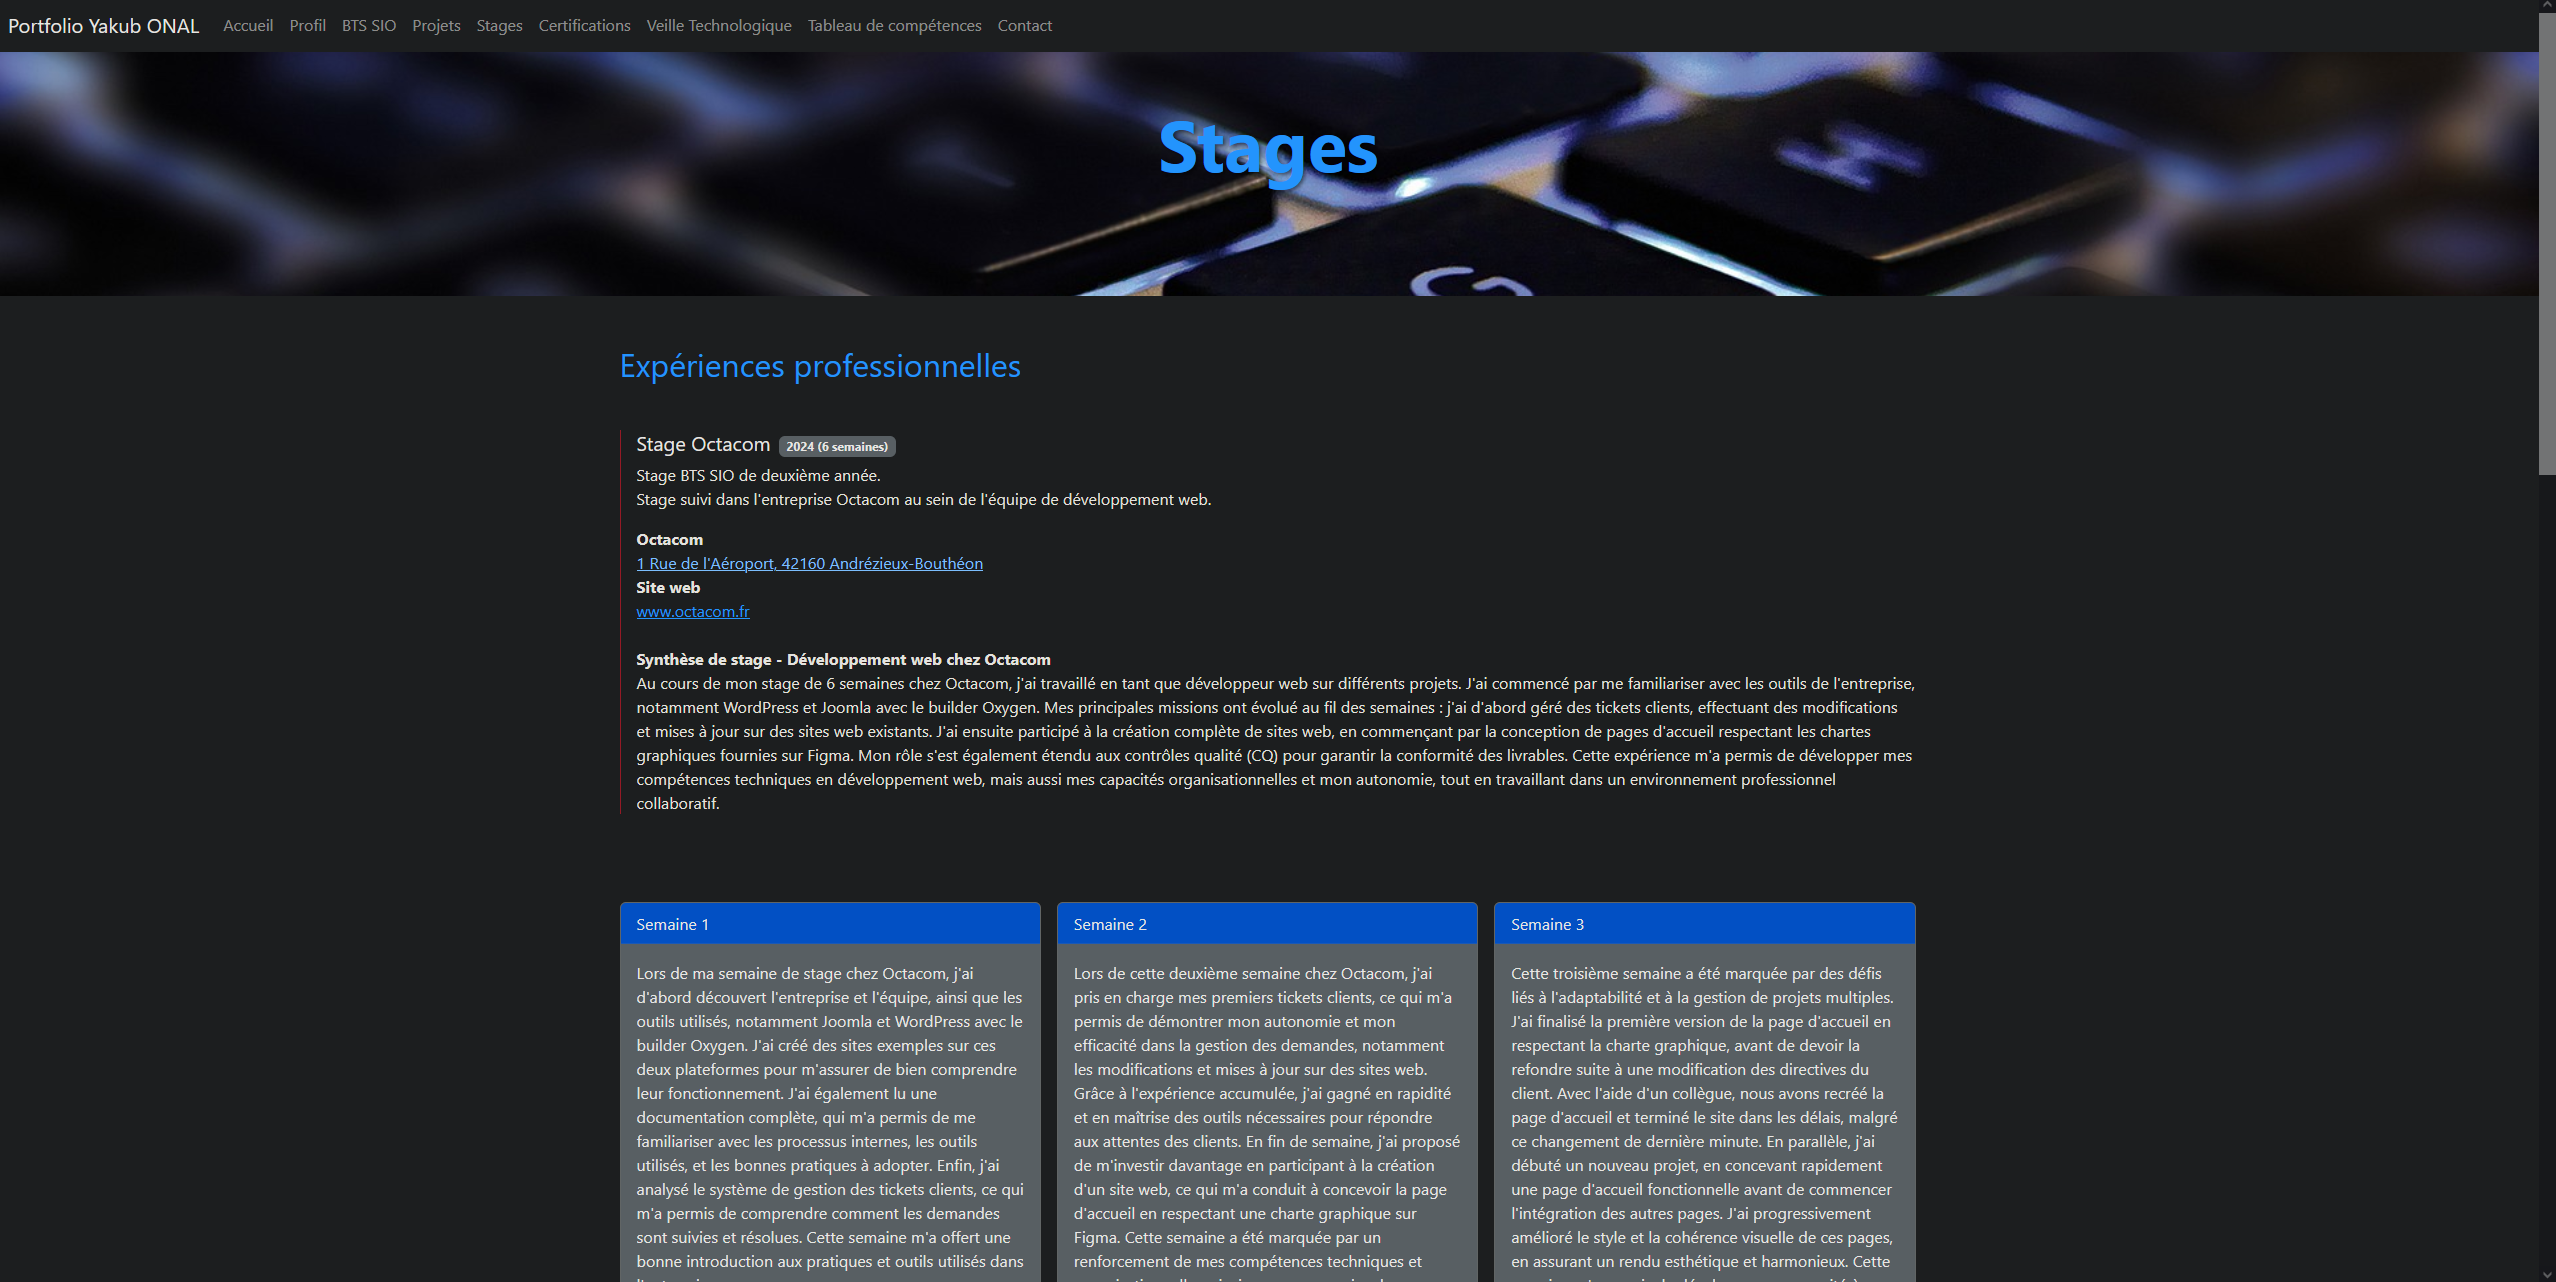 Portfolio Yakub ONAL Accueil Profil BTS SIO Projets Stages Certifications Veille Technologique Tableau de compétences Contact
Stages
Expériences professionnelles
Stage Octacom 2024 (6 semaines)
Stage BTS SIO de deuxième année.
Stage suivi dans l'entreprise Octacom au sein de l'équipe de développement web.
Octacom
1 Rue de l'Aéroport, 42160 Andrézieux-Bouthéon
Site web
www.octacom.fr
Synthèse de stage - Développement web chez Octacom
Au cours de mon stage de 6 semaines chez Octacom, j'ai travaillé en tant que développeur web sur différents projets. J'ai commencé par me familiariser avec les outils de l'entreprise,
notamment WordPress et Joomla avec le builder Oxygen. Mes principales missions ont évolué au fil des semaines : j'ai d'abord géré des tickets clients, effectuant des modifications
et mises à jour sur des sites web existants. J'ai ensuite participé à la création complète de sites web, en commençant par la conception de pages d'accueil respectant les chartes
graphiques fournies sur Figma. Mon rôle s'est également étendu aux contrôles qualité (CQ) pour garantir la conformité des livrables. Cette expérience m'a permis de développer mes
compétences techniques en développement web, mais aussi mes capacités organisationnelles et mon autonomie, tout en travaillant dans un environnement professionnel
collaboratif.
Semaine 1
Lors de ma semaine de stage chez Octacom, j'ai
d'abord découvert l'entreprise et l'équipe, ainsi que les
outils utilisés, notamment Joomla et WordPress avec le
builder Oxygen. J'ai créé des sites exemples sur ces
deux plateformes pour m'assurer de bien comprendre
leur fonctionnement. J'ai également lu une
documentation complète, qui m'a permis de me
familiariser avec les processus internes, les outils
utilisés, et les bonnes pratiques à adopter. Enfin, j'ai
analysé le système de gestion des tickets clients, ce qui
m'a permis de comprendre comment les demandes
sont suivies et résolues. Cette semaine m'a offert une
bonne introduction aux pratiques et outils utilisés dans
Semaine 2
Lors de cette deuxième semaine chez Octacom, j'ai
pris en charge mes premiers tickets clients, ce qui m'a
permis de démontrer mon autonomie et mon
efficacité dans la gestion des demandes, notamment
les modifications et mises à jour sur des sites web.
Grâce à l'expérience accumulée, j'ai gagné en rapidité
et en maîtrise des outils nécessaires pour répondre
aux attentes des clients. En fin de semaine, j'ai proposé
de m'investir davantage en participant à la création
d'un site web, ce qui m'a conduit à concevoir la page
d'accueil en respectant une charte graphique sur
Figma. Cette semaine a été marquée par un
renforcement de mes compétences techniques et
Semaine 3
Cette troisième semaine a été marquée par des défis
liés à l'adaptabilité et à la gestion de projets multiples.
J'ai finalisé la première version de la page d'accueil en
respectant la charte graphique, avant de devoir la
refondre suite à une modification des directives du
client. Avec l'aide d'un collègue, nous avons recréé la
page d'accueil et terminé le site dans les délais, malgré
ce changement de dernière minute. En parallèle, j'ai
débuté un nouveau projet, en concevant rapidement
une page d'accueil fonctionnelle avant de commencer
l'intégration des autres pages. J'ai progressivement
amélioré le style et la cohérence visuelle de ces pages,
en assurant un rendu esthétique et harmonieux. Cette